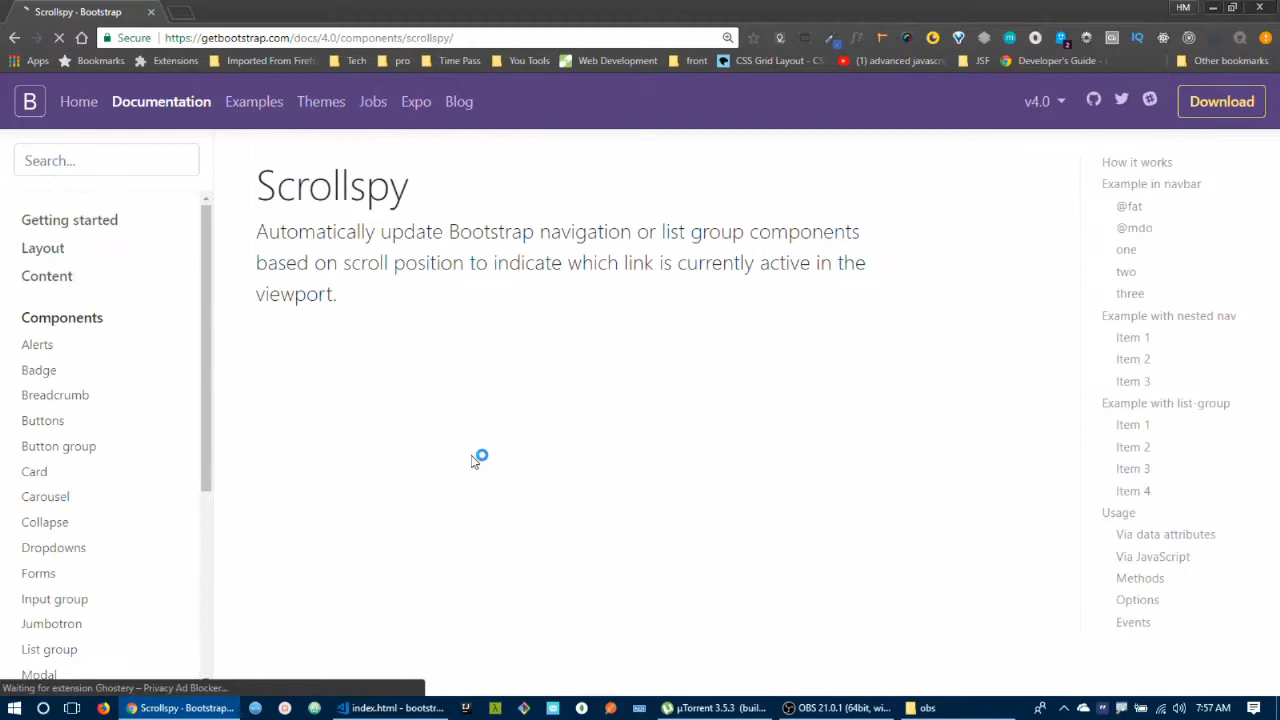 Scrollspy · Bootstrap
HM
Secure https://getbootstrap.com/docs/4.0/components/scrollspy/
Apps Bookmarks Extensions Imported From Firef Tech pro Time Pass You Tools Web Development front CSS Grid Layout - CS (1) advanced javascri JSF Developer's Guide - Other bookmarks
B Home Documentation Examples Themes Jobs Expo Blog v4.0 Download
Search...
Getting started
Layout
Content
Components
Alerts
Badge
Breadcrumb
Buttons
Button group
Card
Carousel
Collapse
Dropdowns
Forms
Input group
Jumbotron
List group
Modal
Scrollspy
Automatically update Bootstrap navigation or list group components
based on scroll position to indicate which link is currently active in the
viewport.
How it works
Example in navbar
@fat
@mdo
one
two
three
Example with nested nav
Item 1
Item 2
Item 3
Example with list-group
Item 1
Item 2
Item 3
Item 4
Usage
Via data attributes
Via JavaScript
Methods
Options
Events
Waiting for extension Ghostery – Privacy Ad Blocker...
Scrollspy · Bootstrap... index.html - bootstr... µTorrent 3.5.3 (buil... OBS 21.0.1 (64bit, wi... obs 7:57 AM